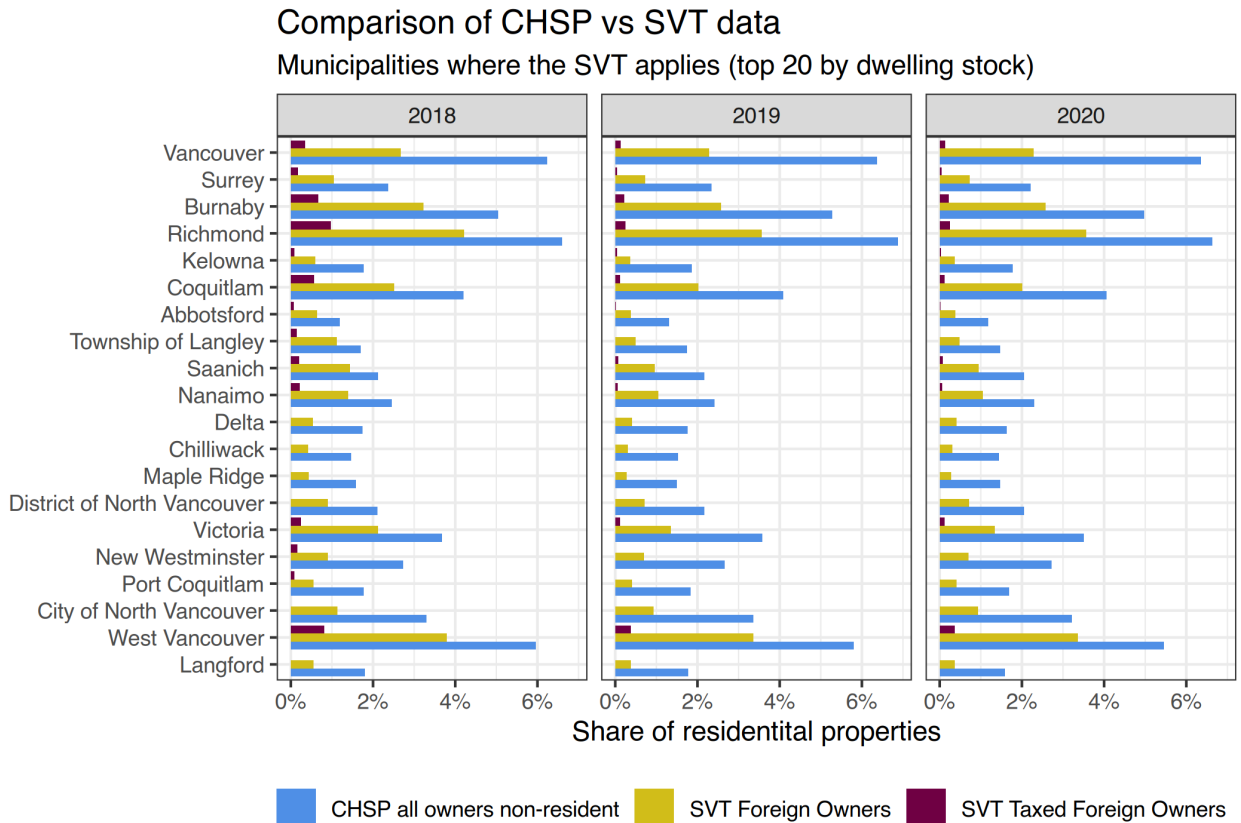 Comparison of CHSP vs SVT data
Municipalities where the SVT applies (top 20 by dwelling stock)
2018 2019 2020
Vancouver
Surrey
Burnaby
Richmond
Kelowna
Coquitlam
Abbotsford
Township of Langley
Saanich
Nanaimo
Delta
Chilliwack
Maple Ridge
District of North Vancouver
Victoria
New Westminster
Port Coquitlam
City of North Vancouver
West Vancouver
Langford
0% 2% 4% 6% 0% 2% 4% 6% 0% 2% 4% 6%
Share of residentital properties
CHSP all owners non-resident SVT Foreign Owners SVT Taxed Foreign Owners